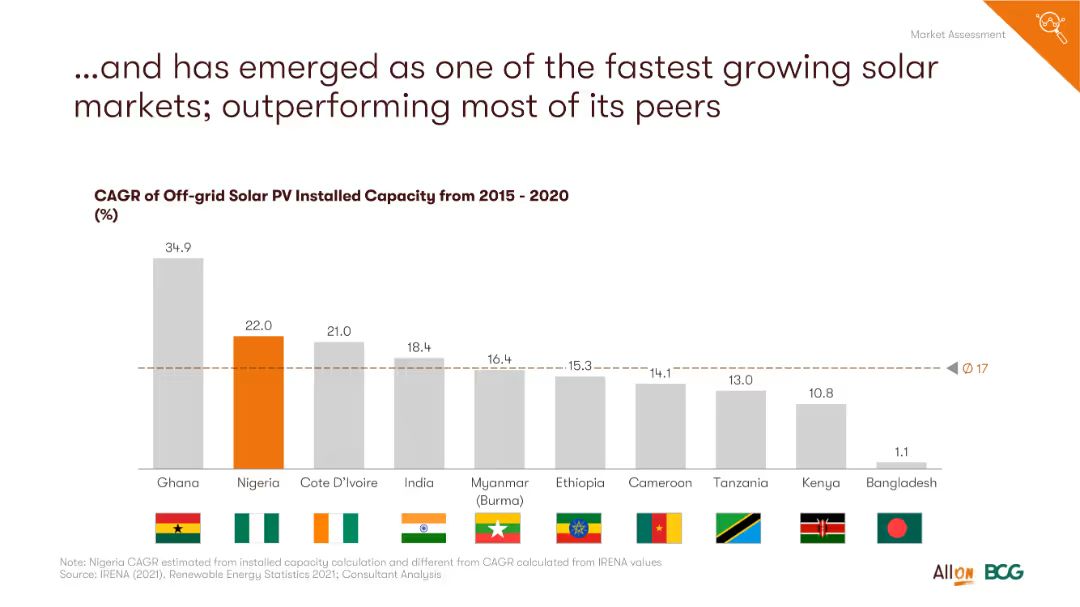 Market Assessment
...and has emerged as one of the fastest growing solar
markets; outperforming most of its peers
CAGR of Off-grid Solar PV Installed Capacity from 2015 - 2020
(%)
34.9
22.0
21.0
18.4
16.4
15.3
14.1
13.0
10.8
1.1
Ø 17
Ghana
Nigeria
Cote D'Ivoire
India
Myanmar
(Burma)
Ethiopia
Cameroon
Tanzania
Kenya
Bangladesh
Note: Nigeria CAGR estimated from installed capacity calculation and different from CAGR calculated from IRENA values
Source: IRENA (2021), Renewable Energy Statistics 2021; Consultant Analysis
All On BCG